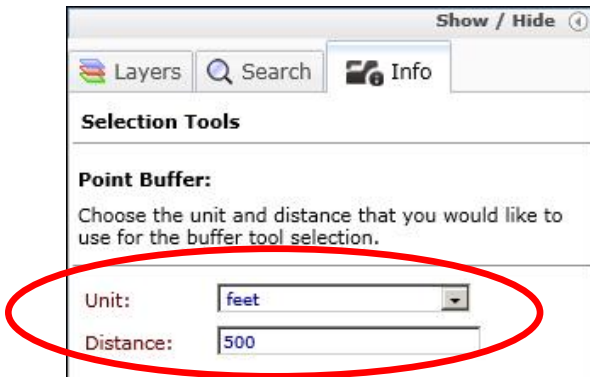 Show / Hide
Layers Search Info
Selection Tools
Point Buffer:
Choose the unit and distance that you would like to
use for the buffer tool selection.
Unit: feet
Distance: 500